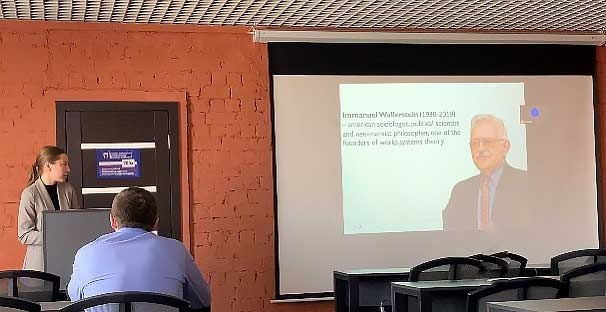 Immanuel Wallerstein (1930-2019)
– american sociologist, political scientist
and neo-marxist philosopher, one of the
founders of world-systems theory.